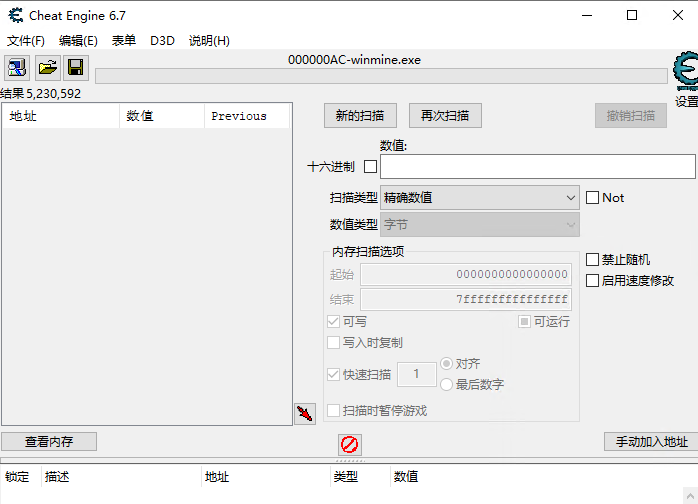 Cheat Engine 6.7
文件(F) 编辑(E) 表单 D3D 说明(H)
000000AC-winmine.exe
结果 5,230,592
设置
地址 数值 Previous
新的扫描 再次扫描 撤销扫描
数值:
十六进制
扫描类型 精确数值 Not
数值类型 字节
内存扫描选项
禁止随机
起始 0000000000000000
启用速度修改
结束 7fffffffffffffff
可写 可运行
写入时复制
快速扫描 1 对齐
最后数字
扫描时暂停游戏
查看内存 手动加入地址
锁定 描述 地址 类型 数值